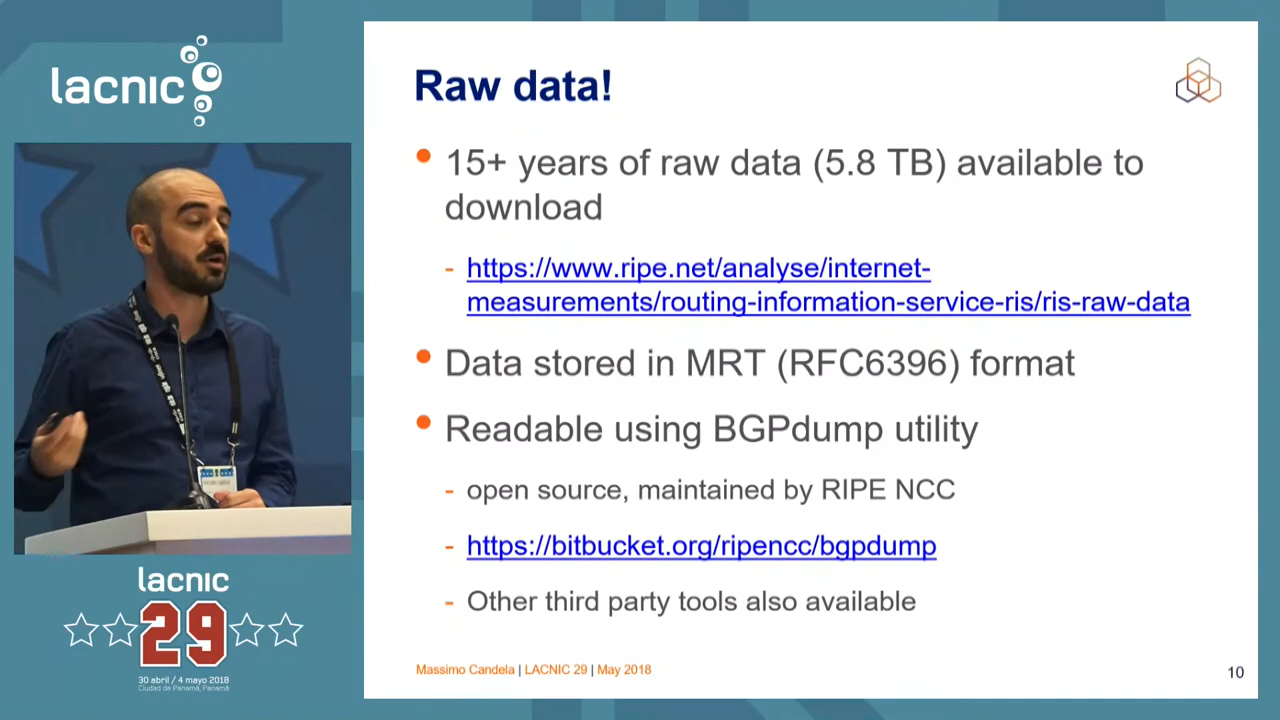 lacnic
Raw data!
• 15+ years of raw data (5.8 TB) available to
download
- https://www.ripe.net/analyse/internet-
measurements/routing-information-service-ris/ris-raw-data
• Data stored in MRT (RFC6396) format
• Readable using BGPdump utility
- open source, maintained by RIPE NCC
- https://bitbucket.org/ripencc/bgpdump
- Other third party tools also available
Massimo Candela | LACNIC 29 | May 2018
10
lacnic
29
30 abril / 4 mayo 2018
Ciudad de Panamá, Panamá